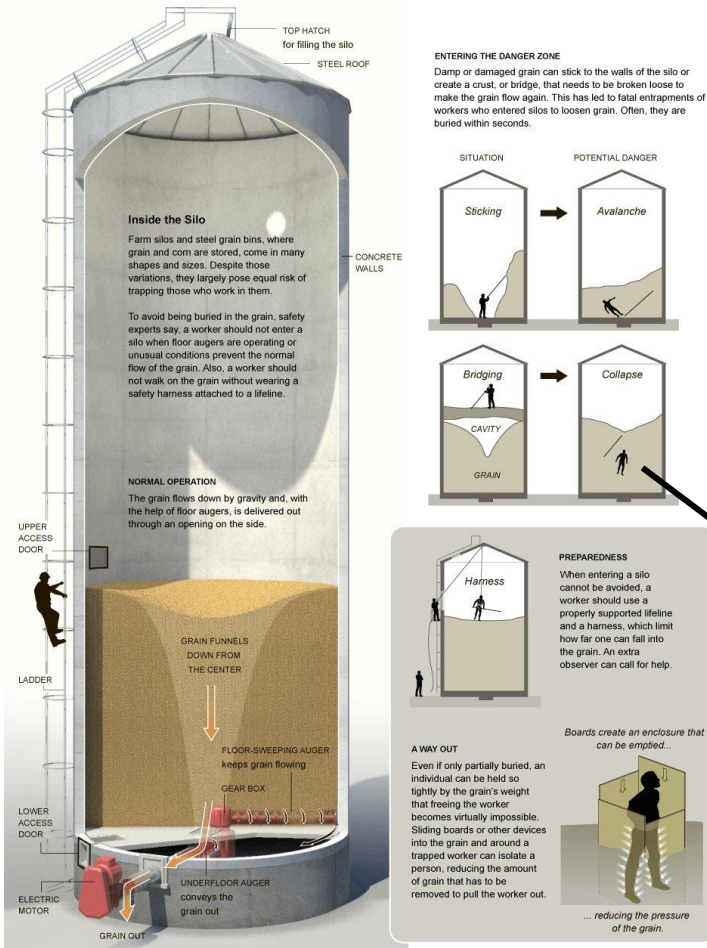 TOP HATCH
for filling the silo
STEEL ROOF
Inside the Silo
Farm silos and steel grain bins, where
grain and corn are stored, come in many
shapes and sizes. Despite those
variations, they largely pose equal risk of
trapping those who work in them.
To avoid being buried in the grain, safety
experts say, a worker should not enter a
silo when floor augers are operating or
unusual conditions prevent the normal
flow of the grain. Also, a worker should
not walk on the grain without wearing a
safety harness attached to a lifeline.
CONCRETE
WALLS
NORMAL OPERATION
The grain flows down by gravity and, with
the help of floor augers, is delivered out
through an opening on the side.
UPPER
ACCESS
DOOR
GRAIN FUNNELS
DOWN FROM
THE CENTER
LADDER
FLOOR-SWEEPING AUGER
keeps grain flowing
GEAR BOX
LOWER
ACCESS
DOOR
UNDERFLOOR AUGER
conveys the
grain out
ELECTRIC
MOTOR
GRAIN OUT
ENTERING THE DANGER ZONE
Damp or damaged grain can stick to the walls of the silo or
create a crust, or bridge, that needs to be broken loose to
make the grain flow again. This has led to fatal entrapments of
workers who entered silos to loosen grain. Often, they are
buried within seconds.
SITUATION
POTENTIAL DANGER
Sticking
Avalanche
Bridging
Collapse
CAVITY
GRAIN
Harness
PREPAREDNESS
When entering a silo
cannot be avoided, a
worker should use a
properly supported lifeline
and a harness, which limit
how far one can fall into
the grain. An extra
observer can call for help.
A WAY OUT
Even if only partially buried, an
individual can be held so
tightly by the grain's weight
that freeing the worker
becomes virtually impossible.
Sliding boards or other devices
into the grain and around a
trapped worker can isolate a
person, reducing the amount
of grain that has to be
removed to pull the worker out.
Boards create an enclosure that
can be emptied...
... reducing the pressure
of the grain.